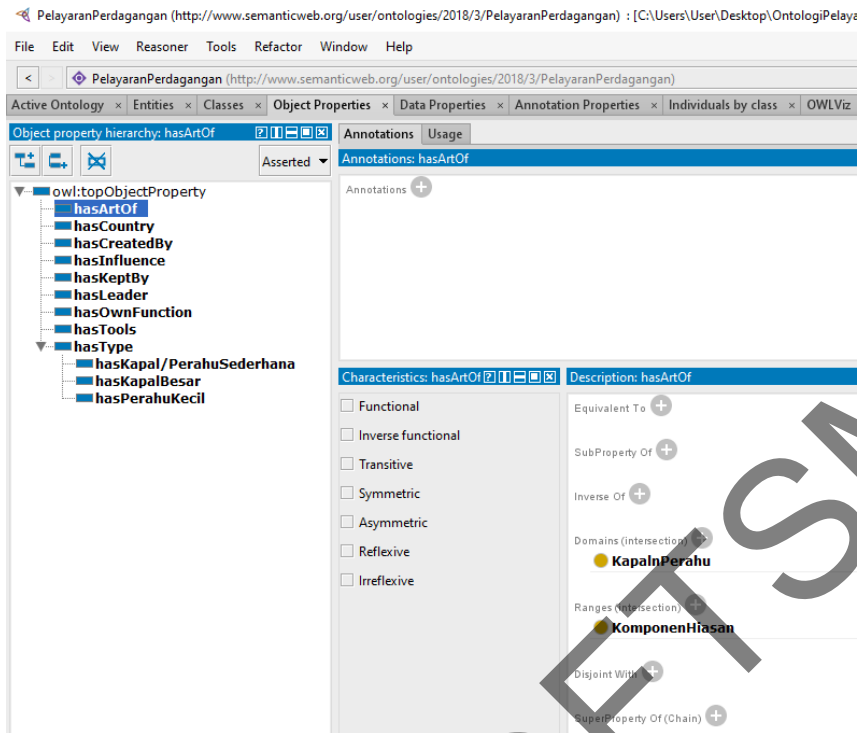 PelayaranPerdagangan (http://www.semanticweb.org/user/ontologies/2018/3/PelayaranPerdagangan) : [C:\Users\User\Desktop\OntologiPelaya
File Edit View Reasoner Tools Refactor Window Help
< > PelayaranPerdagangan (http://www.semanticweb.org/user/ontologies/2018/3/PelayaranPerdagangan)
Active Ontology × Entities × Classes × Object Properties × Data Properties × Annotation Properties × Individuals by class × OWLViz
Object property hierarchy: hasArtOf
Asserted
owl:topObjectProperty
hasArtOf
hasCountry
hasCreatedBy
hasInfluence
hasKeptBy
hasLeader
hasOwnFunction
hasTools
hasType
hasKapal/PerahuSederhana
hasKapalBesar
hasPerahuKecil
Annotations Usage
Annotations: hasArtOf
Annotations
Characteristics: hasArtOf
Functional
Inverse functional
Transitive
Symmetric
Asymmetric
Reflexive
Irreflexive
Description: hasArtOf
Equivalent To
SubProperty Of
Inverse Of
Domains (intersection)
KapalnPerahu
Ranges (intersection)
KomponenHiasan
Disjoint With
SuperProperty Of (Chain)